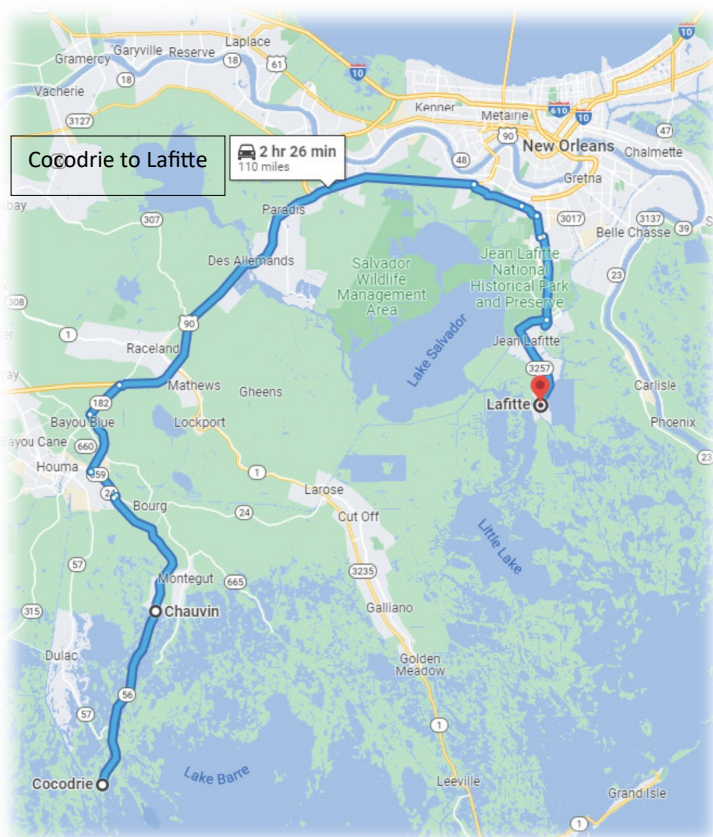 Laplace
Gramercy
Garyville
Reserve
18
61
10
10
Vacherie
18
Kenner
Metairie
610
10
3127
90
47
Cocodrie to Lafitte
2 hr 26 min
110 miles
48
New Orleans
Chalmette
Gretna
Paradis
3017
3137
39
307
Belle Chasse
Des Allemands
Salvador
Wildlife
Management
Area
Jean Lafitte
National
Historical Park
and Preserve
23
308
90
1
Raceland
Lake Salvador
Jean Lafitte
3257
Mathews
Gheens
Carlisle
182
Lafitte
Bayou Blue
Lockport
Phoenix
Bayou Cane
660
23
Houma
659
24
1
Larose
Bourg
24
Cut Off
Little Lake
57
Montegut
665
3235
315
Chauvin
Galliano
Dulac
Golden
Meadow
56
57
1
Cocodrie
Lake Barre
Leeville
Grand Isle
1